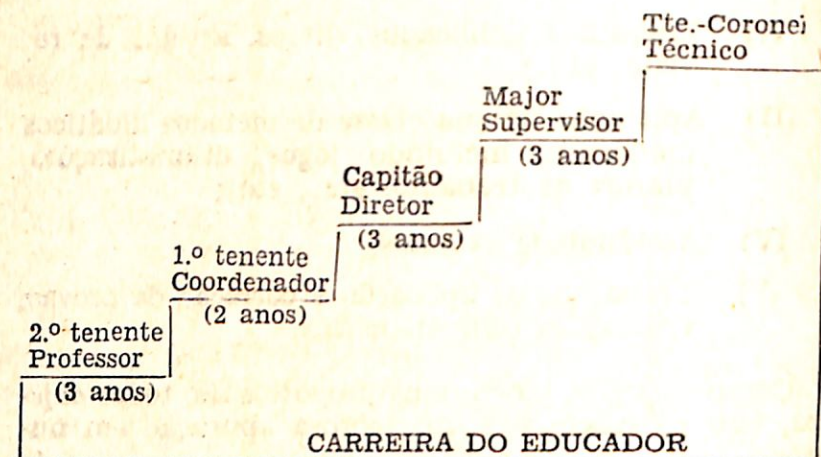 Tte.-Coronel
Técnico
Major
Supervisor
(3 anos)
Capitão
Diretor
(3 anos)
1.º tenente
Coordenador
(2 anos)
2.º tenente
Professor
(3 anos)
CARREIRA DO EDUCADOR